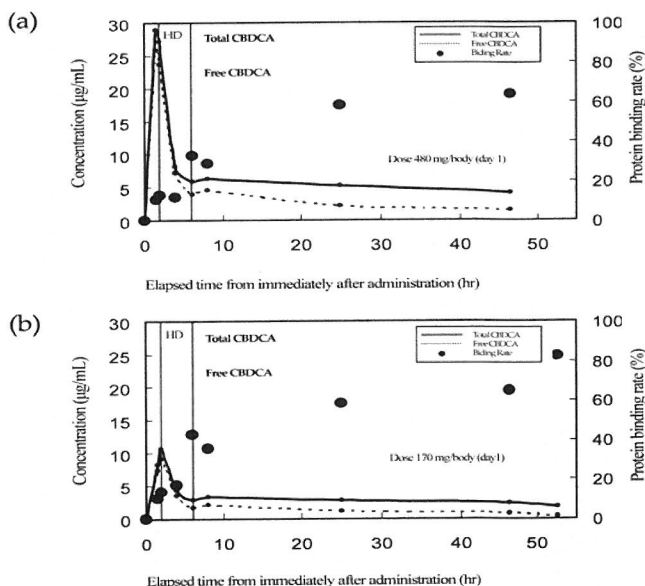 (a)
HD
Total CBDCA
Free CBDCA
Total CBDCA
Free CBDCA
Biding Rate
Dose 480 mg/body (day 1)
Concentration (μg/mL)
30
25
20
15
10
5
0
Protein binding rate (%)
100
80
60
40
20
0
0
10
20
30
40
50
Elapsed time from immediately after administration (hr)
(b)
HD
Total CBDCA
Free CBDCA
Total CBDCA
Free CBDCA
Biding Rate
Dose 170 mg/body (day1)
Concentration (μg/mL)
30
25
20
15
10
5
0
Protein binding rate (%)
100
80
60
40
20
0
0
10
20
30
40
50
Elapsed time from immediately after administration (hr)